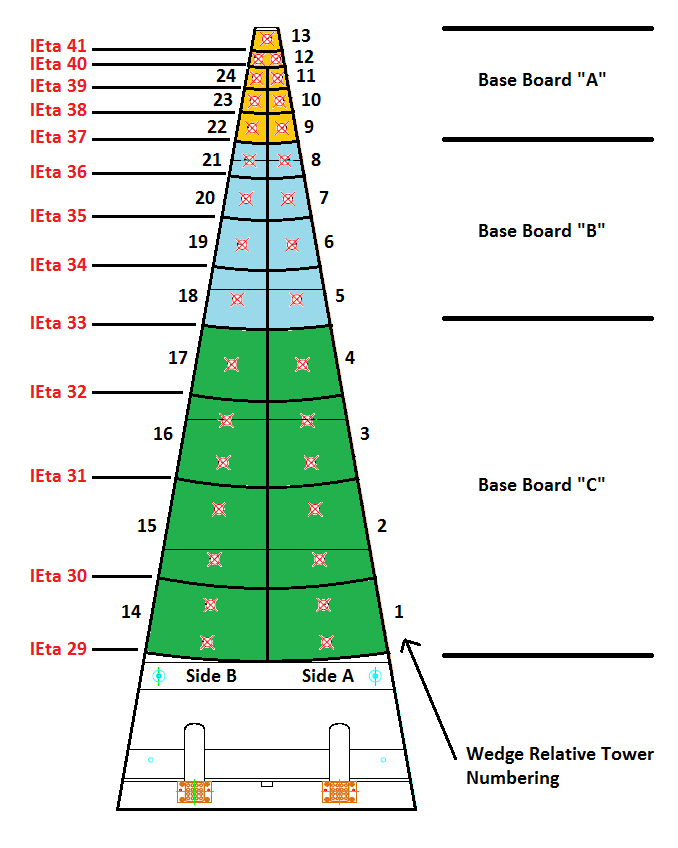 13
IEta 41
12
IEta 40
24
11
Base Board "A"
IEta 39
23
10
IEta 38
22
9
IEta 37
21
8
IEta 36
20
7
IEta 35
Base Board "B"
19
6
IEta 34
18
5
IEta 33
17
4
IEta 32
16
3
IEta 31
Base Board "C"
15
2
IEta 30
14
1
IEta 29
Side B
Side A
Wedge Relative Tower
Numbering